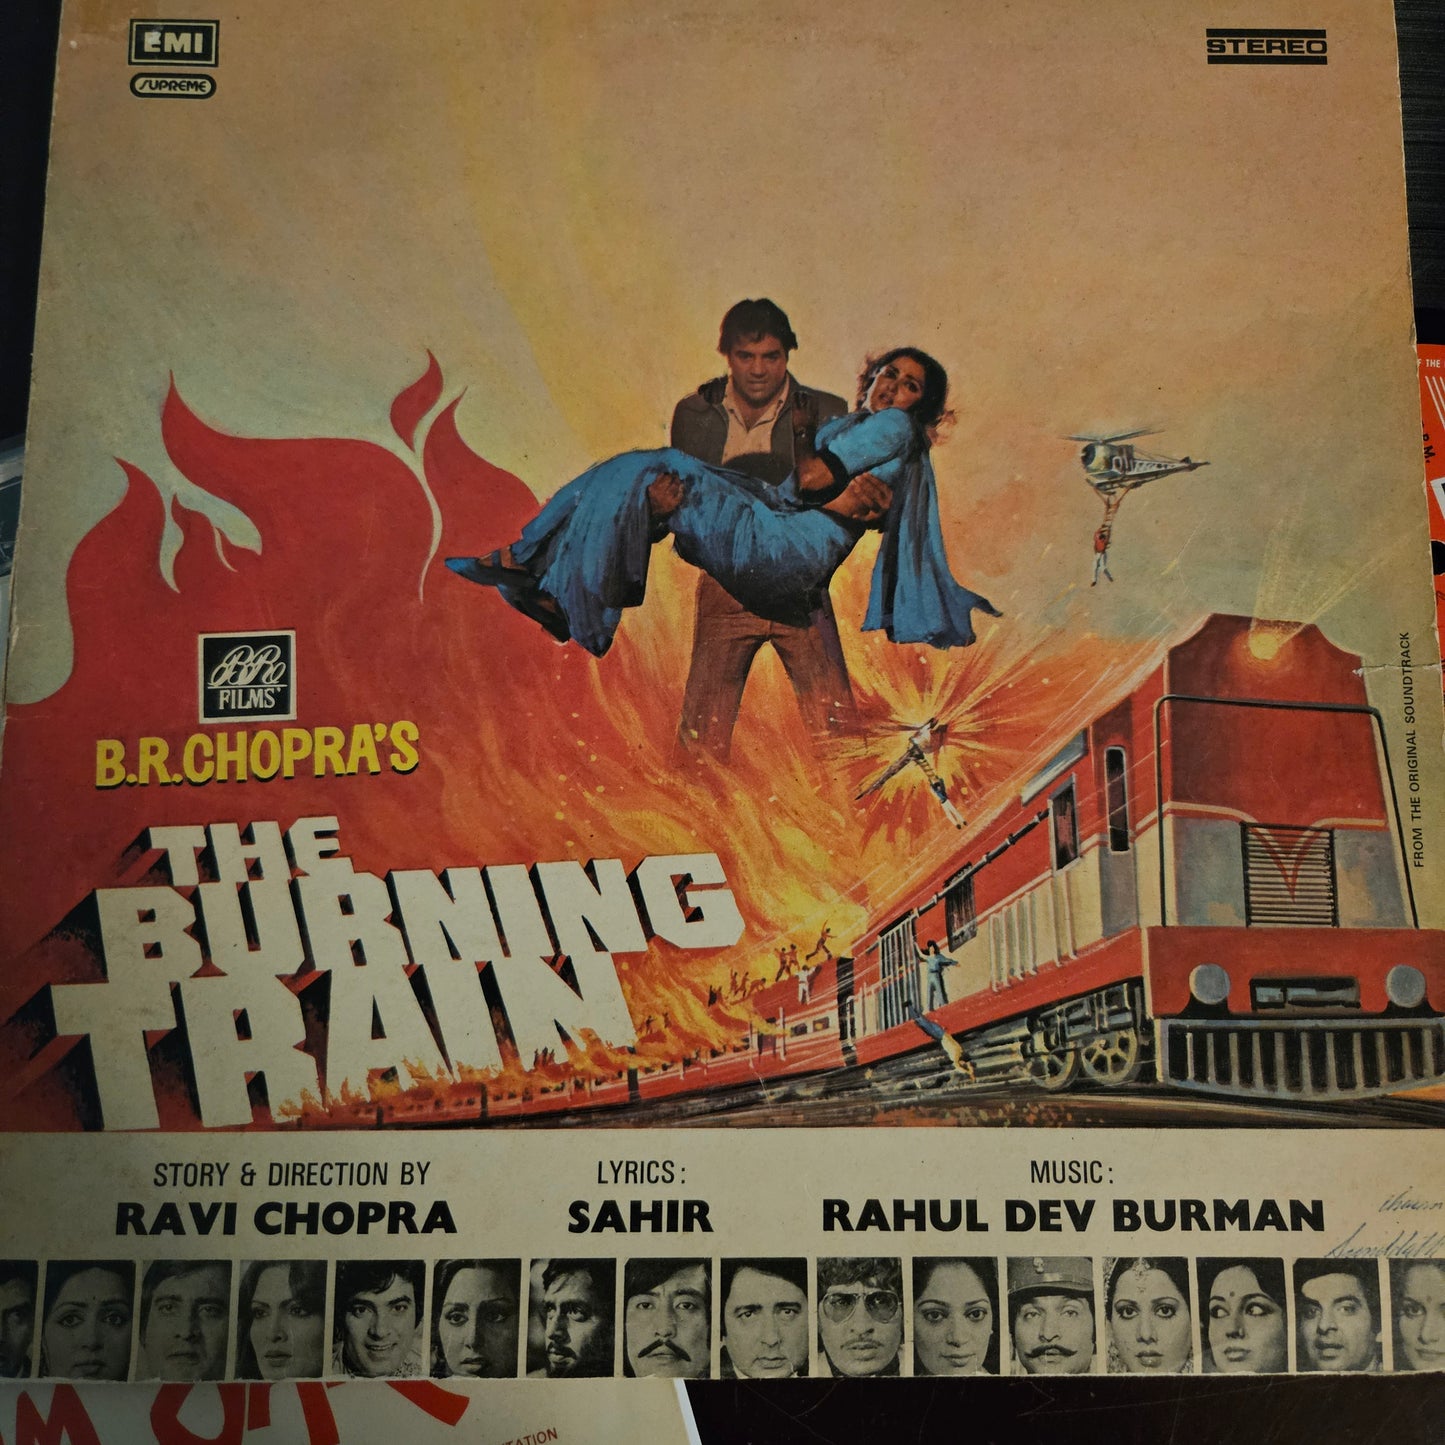 EMI
SUPREME
STEREO
BR
FILMS
B.R.CHOPRA'S
THE
BURNING
TRAIN
FROM THE ORIGINAL SOUNDTRACK
STORY & DIRECTION BY
RAVI CHOPRA
LYRICS:
SAHIR
MUSIC:
RAHUL DEV BURMAN